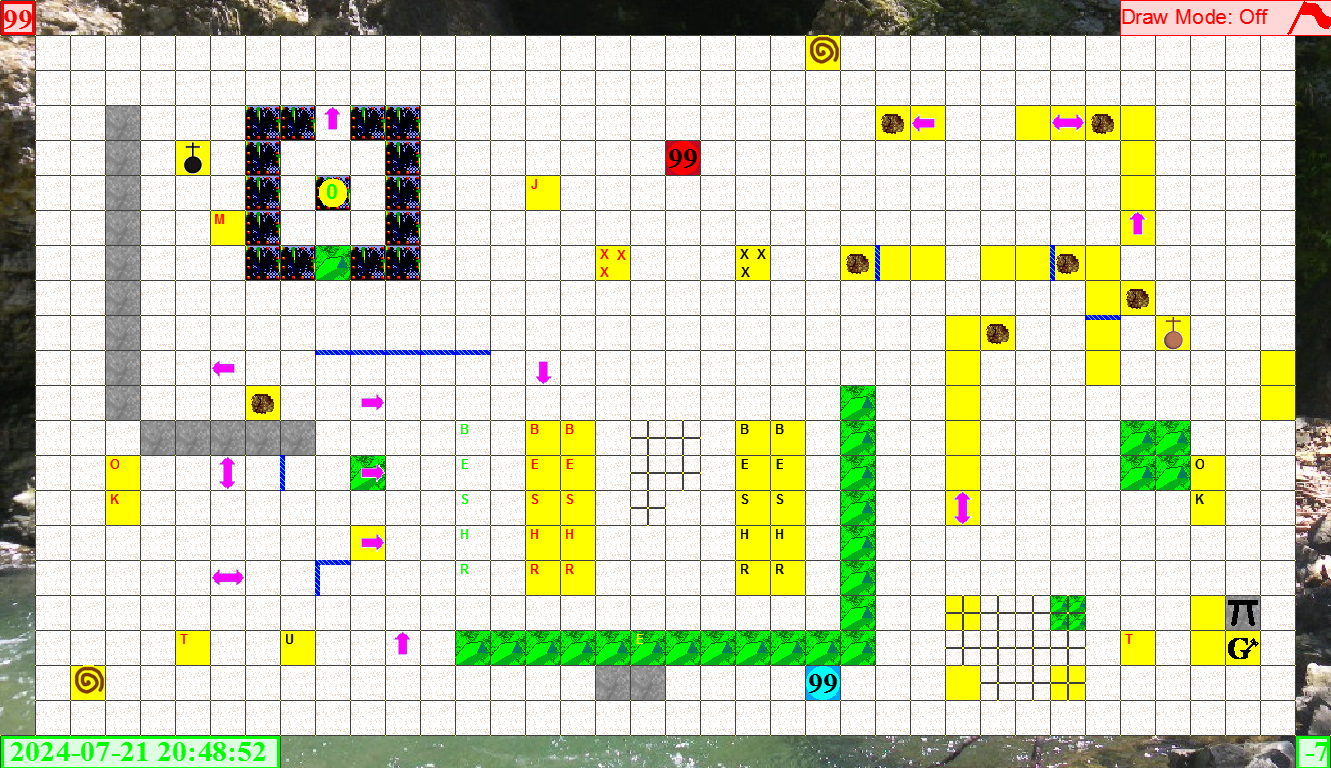 99 Draw Mode: Off
99
0 J
M
X X X X
X X
B B B B B
O E E E E E O
K S S S S S K
H H H H H
R R R R R
T U F T G
99
2024-07-21 20:48:52 -7